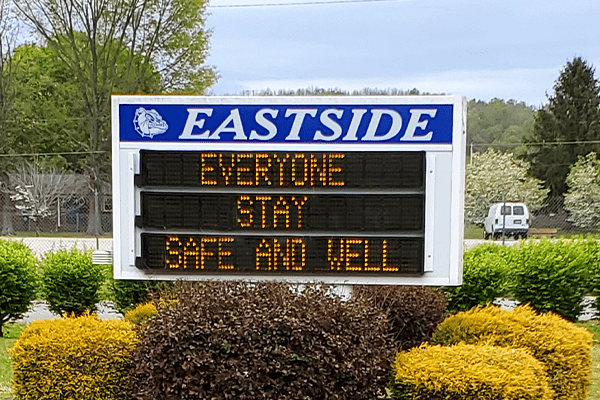 EASTSIDE
EVERYONE
STAY
SAFE AND WELL